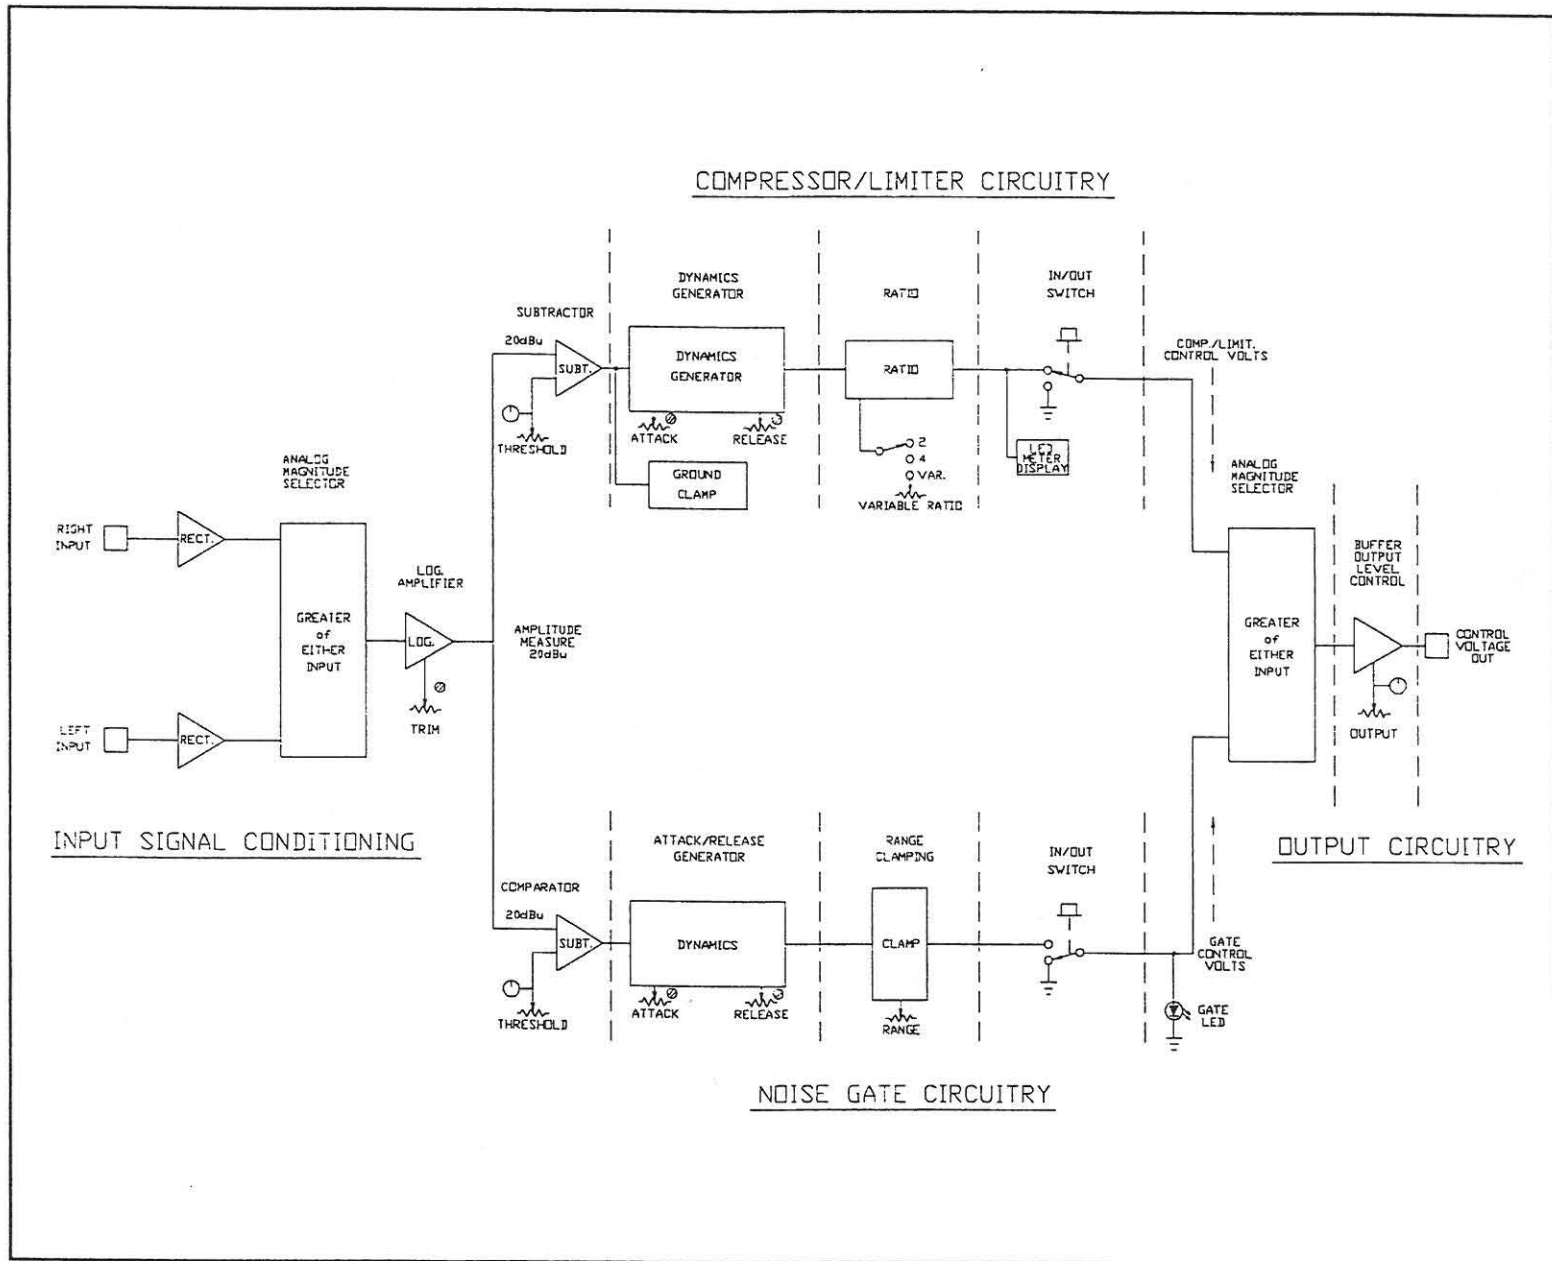 COMPRESSOR/LIMITER CIRCUITRY
DYNAMICS
GENERATOR
RATIO
IN/OUT
SWITCH
SUBTRACTOR
20dBu
SUBT.
DYNAMICS
GENERATOR
RATIO
COMP./LIMIT.
CONTROL VOLTS
THRESHOLD
ATTACK
RELEASE
2
4
VAR.
VARIABLE RATIO
LED
METER
DISPLAY
GROUND
CLAMP
ANALOG
MAGNITUDE
SELECTOR
ANALOG
MAGNITUDE
SELECTOR
RIGHT
INPUT
RECT.
LOG.
AMPLIFIER
BUFFER
OUTPUT
LEVEL
CONTROL
GREATER
of
EITHER
INPUT
LOG.
AMPLITUDE
MEASURE
20dBu
GREATER
of
EITHER
INPUT
CONTROL
VOLTAGE
OUT
TRIM
OUTPUT
LEFT
INPUT
RECT.
INPUT SIGNAL CONDITIONING
OUTPUT CIRCUITRY
ATTACK/RELEASE
GENERATOR
RANGE
CLAMPING
IN/OUT
SWITCH
COMPARATOR
20dBu
SUBT.
DYNAMICS
CLAMP
GATE
CONTROL
VOLTS
THRESHOLD
ATTACK
RELEASE
RANGE
GATE
LED
NOISE GATE CIRCUITRY